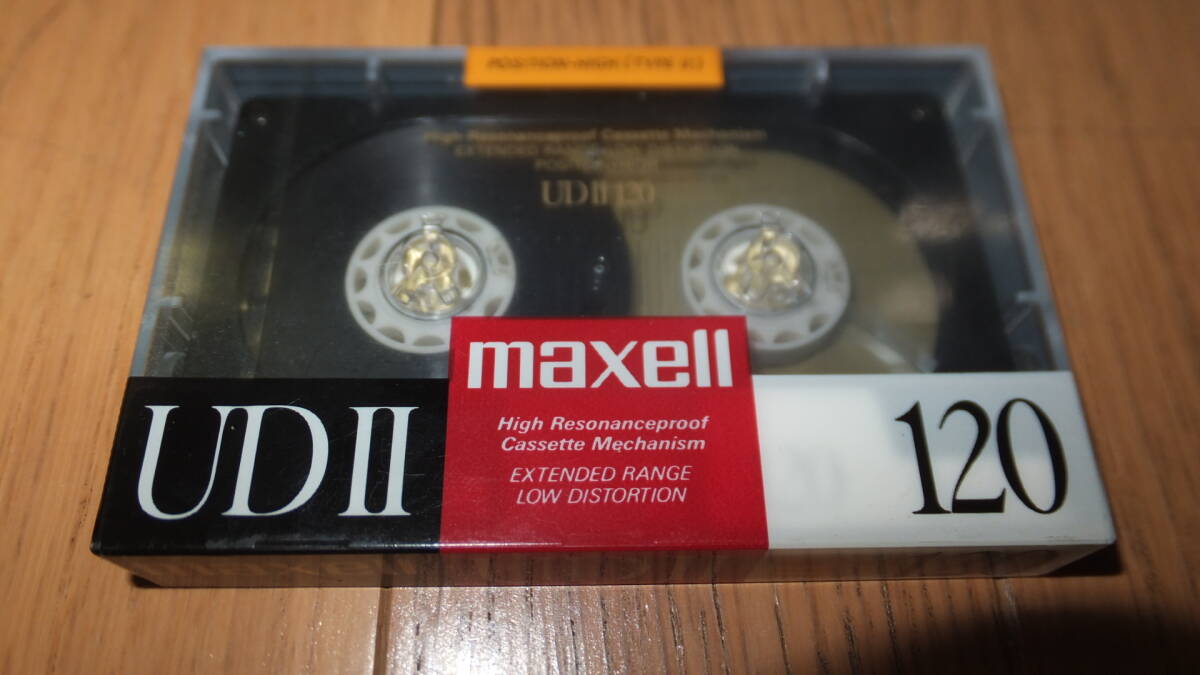 POSITION-HIGH (TYPE II)
High Resonanceproof Cassette Mechanism
EXTENDED
UD II 120
maxell
UD II
High Resonanceproof
Cassette Mechanism
EXTENDED RANGE
LOW DISTORTION
120